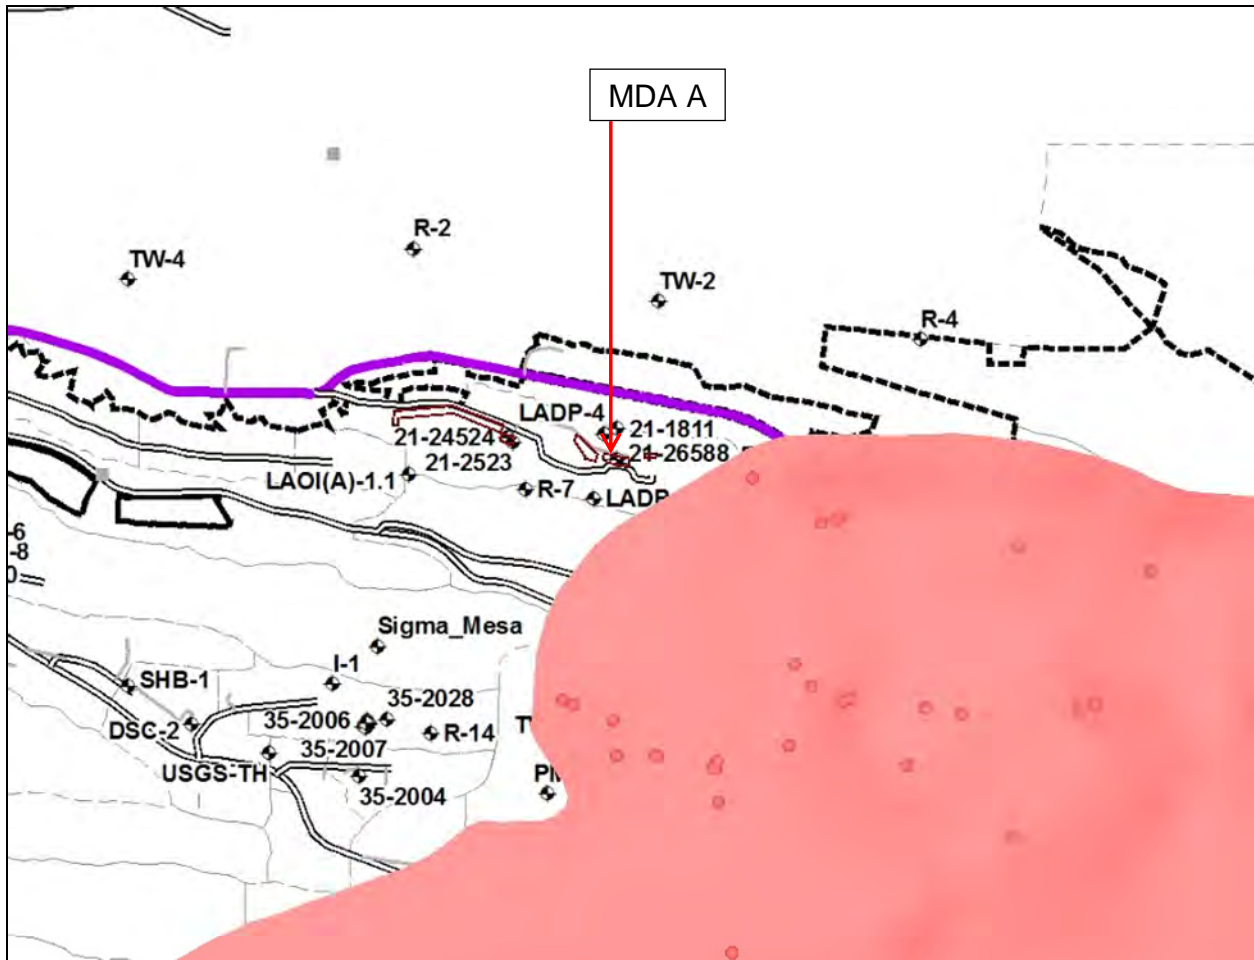 MDA A
R-2
TW-4
TW-2
R-4
LADP-4
21-1811
21-24524
21-26588
21-2523
LAOI(A)-1.1
R-7
LADP
-6
-8
Sigma_Mesa
I-1
SHB-1
35-2028
35-2006
DSC-2
R-14
35-2007
USGS-TH
35-2004